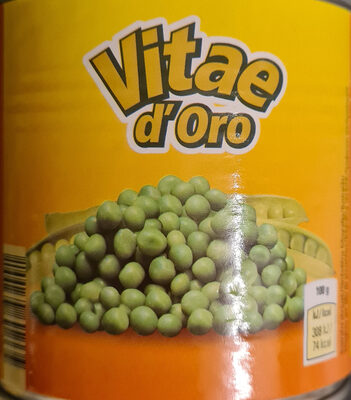 Vitae
d'Oro
100 g
kJ / kcal
308 kJ /
74 kcal